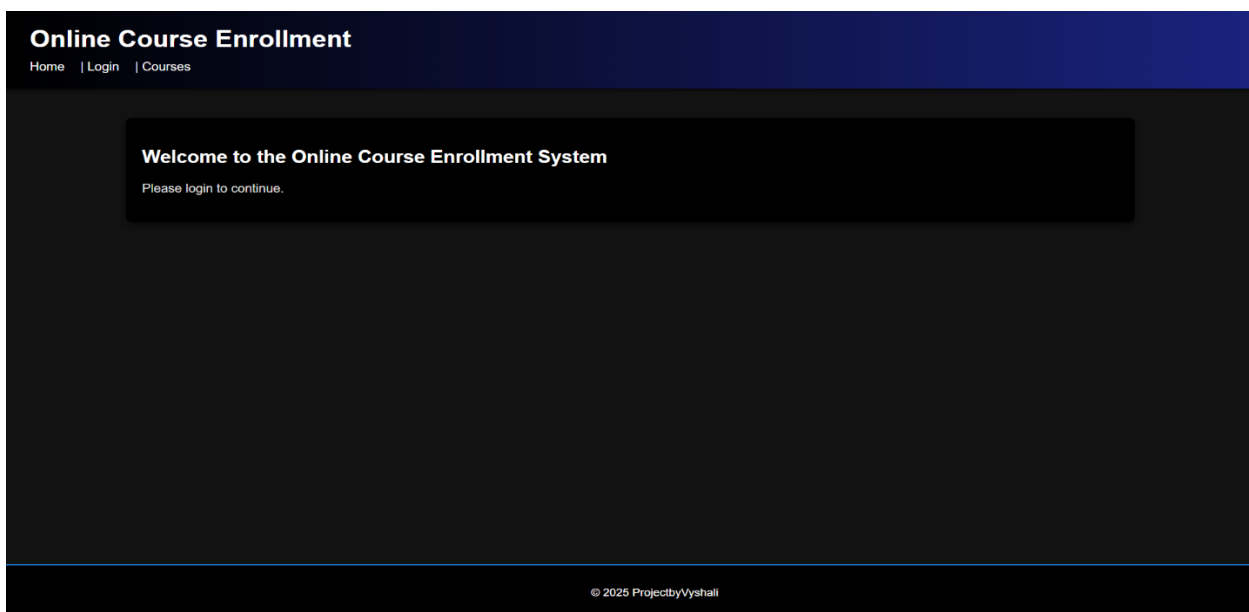 Online Course Enrollment
Home | Login | Courses
Welcome to the Online Course Enrollment System
Please login to continue.
© 2025 ProjectbyVyshali